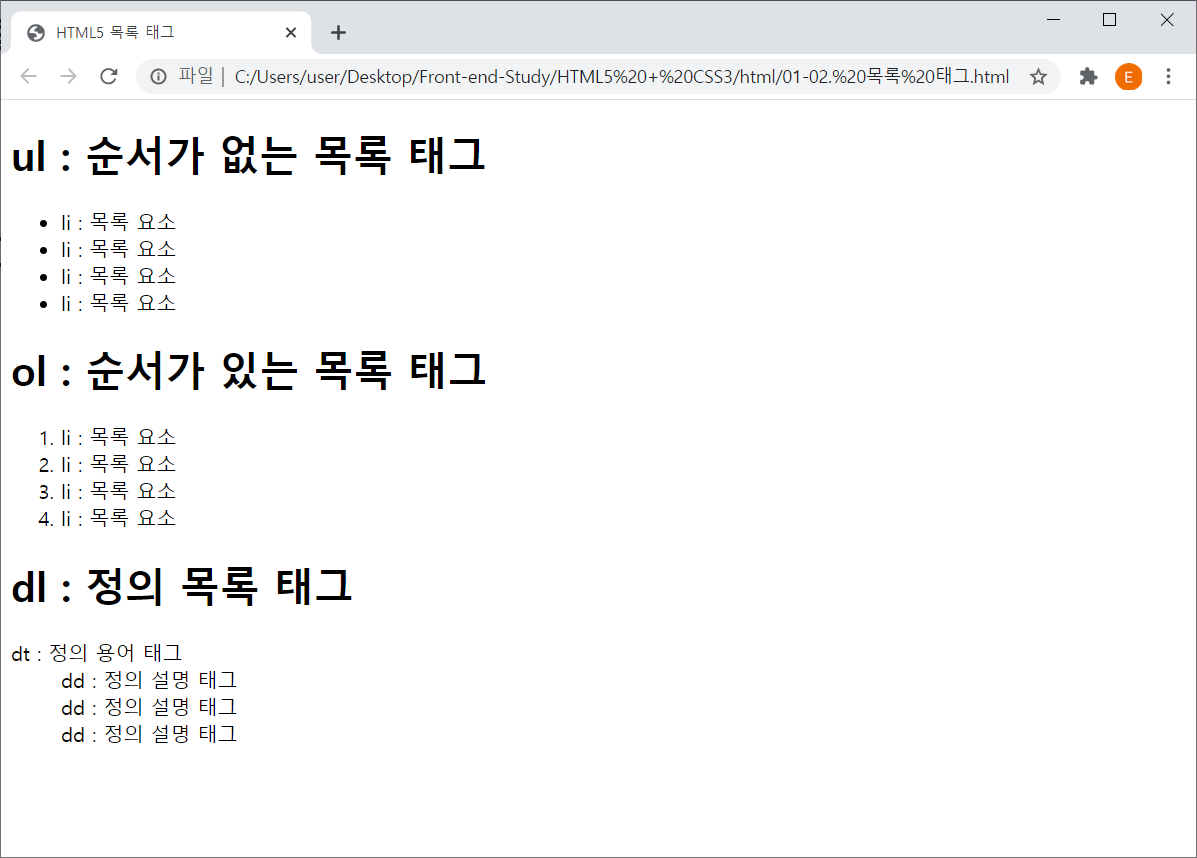 HTML5 목록 태그
파일 | C:/Users/user/Desktop/Front-end-Study/HTML5%20+%20CSS3/html/01-02.%20목록%20태그.html
E
ul : 순서가 없는 목록 태그
• li : 목록 요소
• li : 목록 요소
• li : 목록 요소
• li : 목록 요소
ol : 순서가 있는 목록 태그
1. li : 목록 요소
2. li : 목록 요소
3. li : 목록 요소
4. li : 목록 요소
dl : 정의 목록 태그
dt : 정의 용어 태그
dd : 정의 설명 태그
dd : 정의 설명 태그
dd : 정의 설명 태그